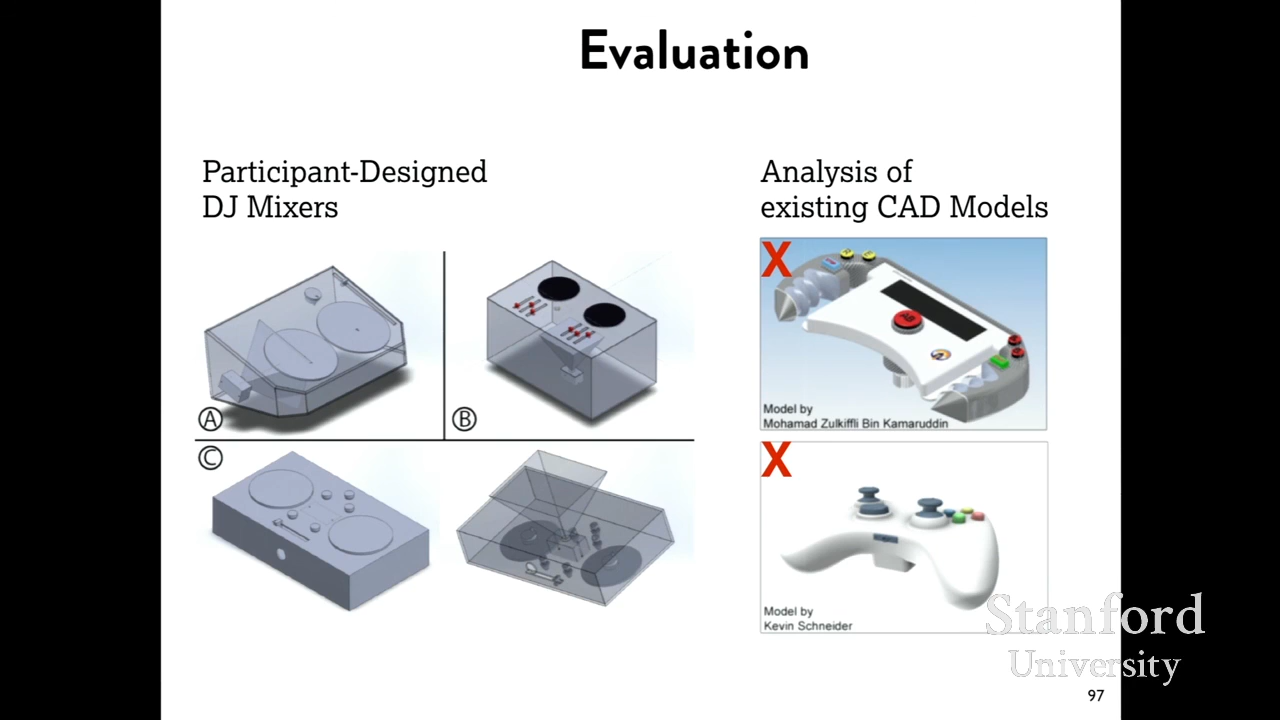 Evaluation
Participant-Designed
DJ Mixers
Analysis of
existing CAD Models
A
B
C
X
Model by
Mohamad Zulkiffli Bin Kamaruddin
X
Model by
Kevin Schneider
Stanford
University
97